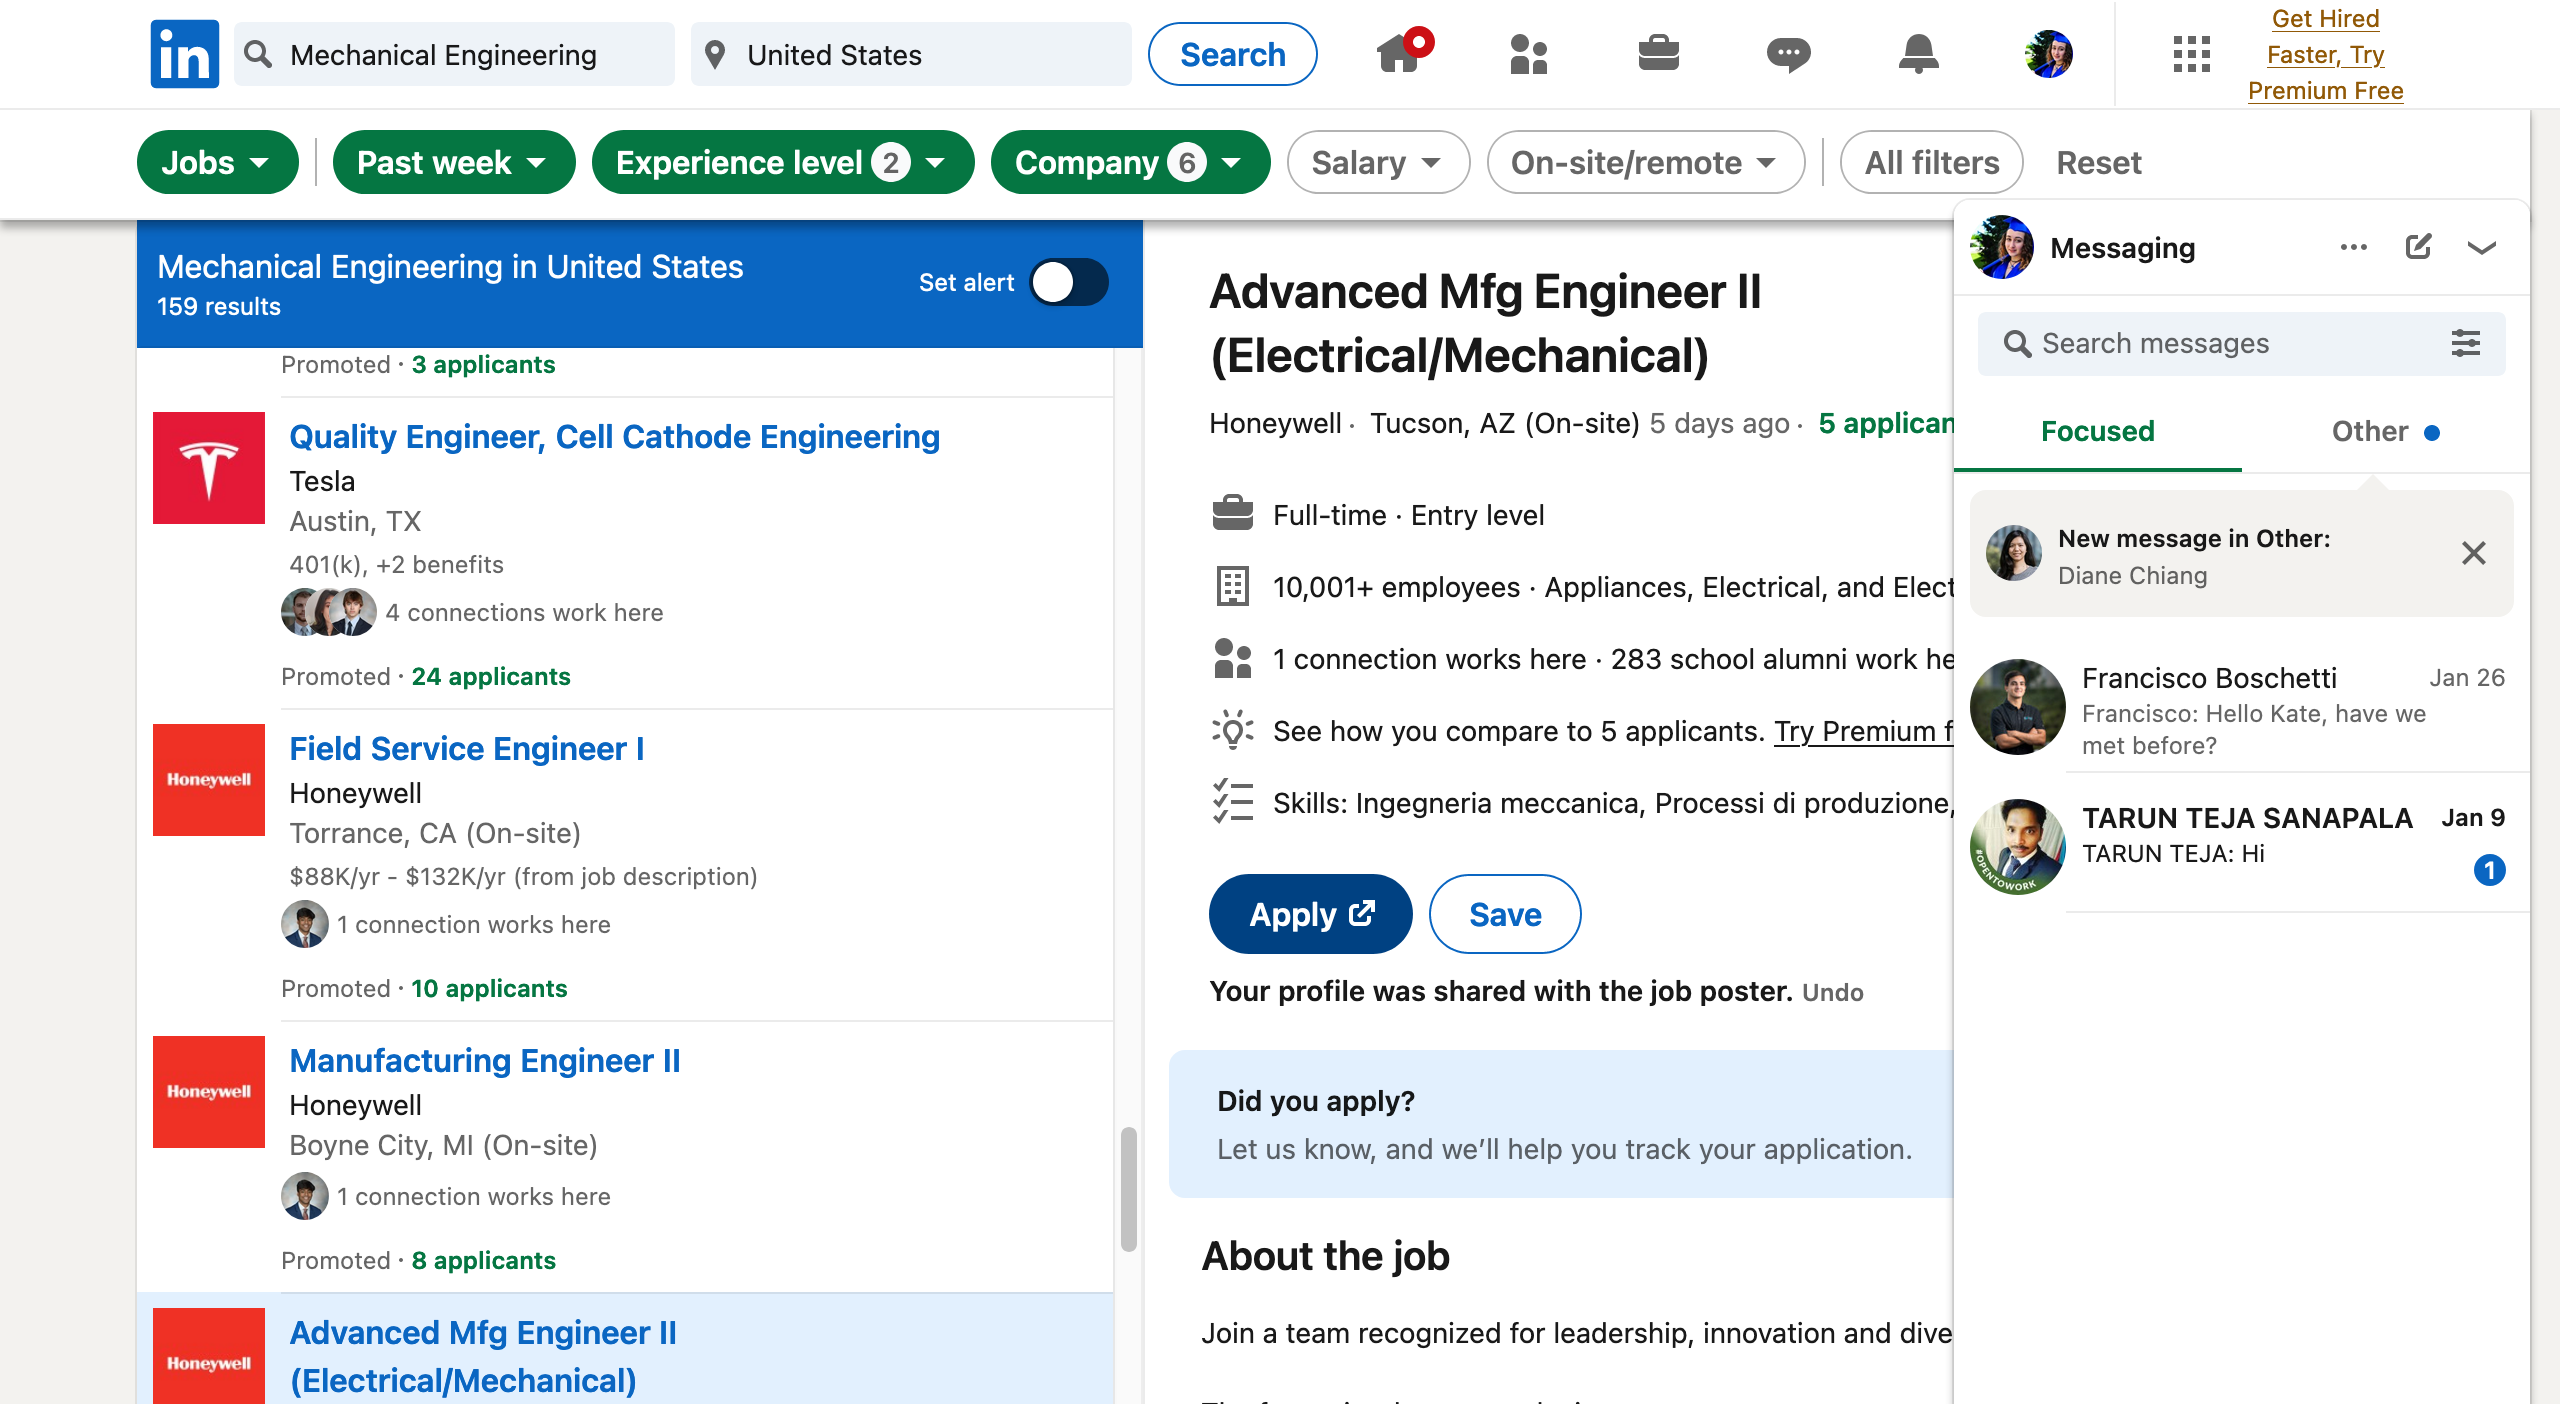 in
Mechanical Engineering
United States
Search
Get Hired
Faster, Try
Premium Free
Jobs
Past week
Experience level 2
Company 6
Salary
On-site/remote
All filters
Reset
Mechanical Engineering in United States
159 results
Set alert
Promoted · 3 applicants
Quality Engineer, Cell Cathode Engineering
Tesla
Austin, TX
401(k), +2 benefits
4 connections work here
Promoted · 24 applicants
Honeywell
Field Service Engineer I
Honeywell
Torrance, CA (On-site)
$88K/yr - $132K/yr (from job description)
1 connection works here
Promoted · 10 applicants
Honeywell
Manufacturing Engineer II
Honeywell
Boyne City, MI (On-site)
1 connection works here
Promoted · 8 applicants
Honeywell
Advanced Mfg Engineer II
(Electrical/Mechanical)
Advanced Mfg Engineer II
(Electrical/Mechanical)
Honeywell · Tucson, AZ (On-site) 5 days ago · 5 applican
Full-time · Entry level
10,001+ employees · Appliances, Electrical, and Elect
1 connection works here · 283 school alumni work he
See how you compare to 5 applicants. Try Premium f
Skills: Ingegneria meccanica, Processi di produzione,
Apply
Save
Your profile was shared with the job poster. Undo
Did you apply?
Let us know, and we’ll help you track your application.
About the job
Join a team recognized for leadership, innovation and dive
Messaging
Search messages
Focused
Other
New message in Other:
Diane Chiang
Francisco Boschetti
Jan 26
Francisco: Hello Kate, have we
met before?
#OPENTOWORK
TARUN TEJA SANAPALA
Jan 9
TARUN TEJA: Hi
1